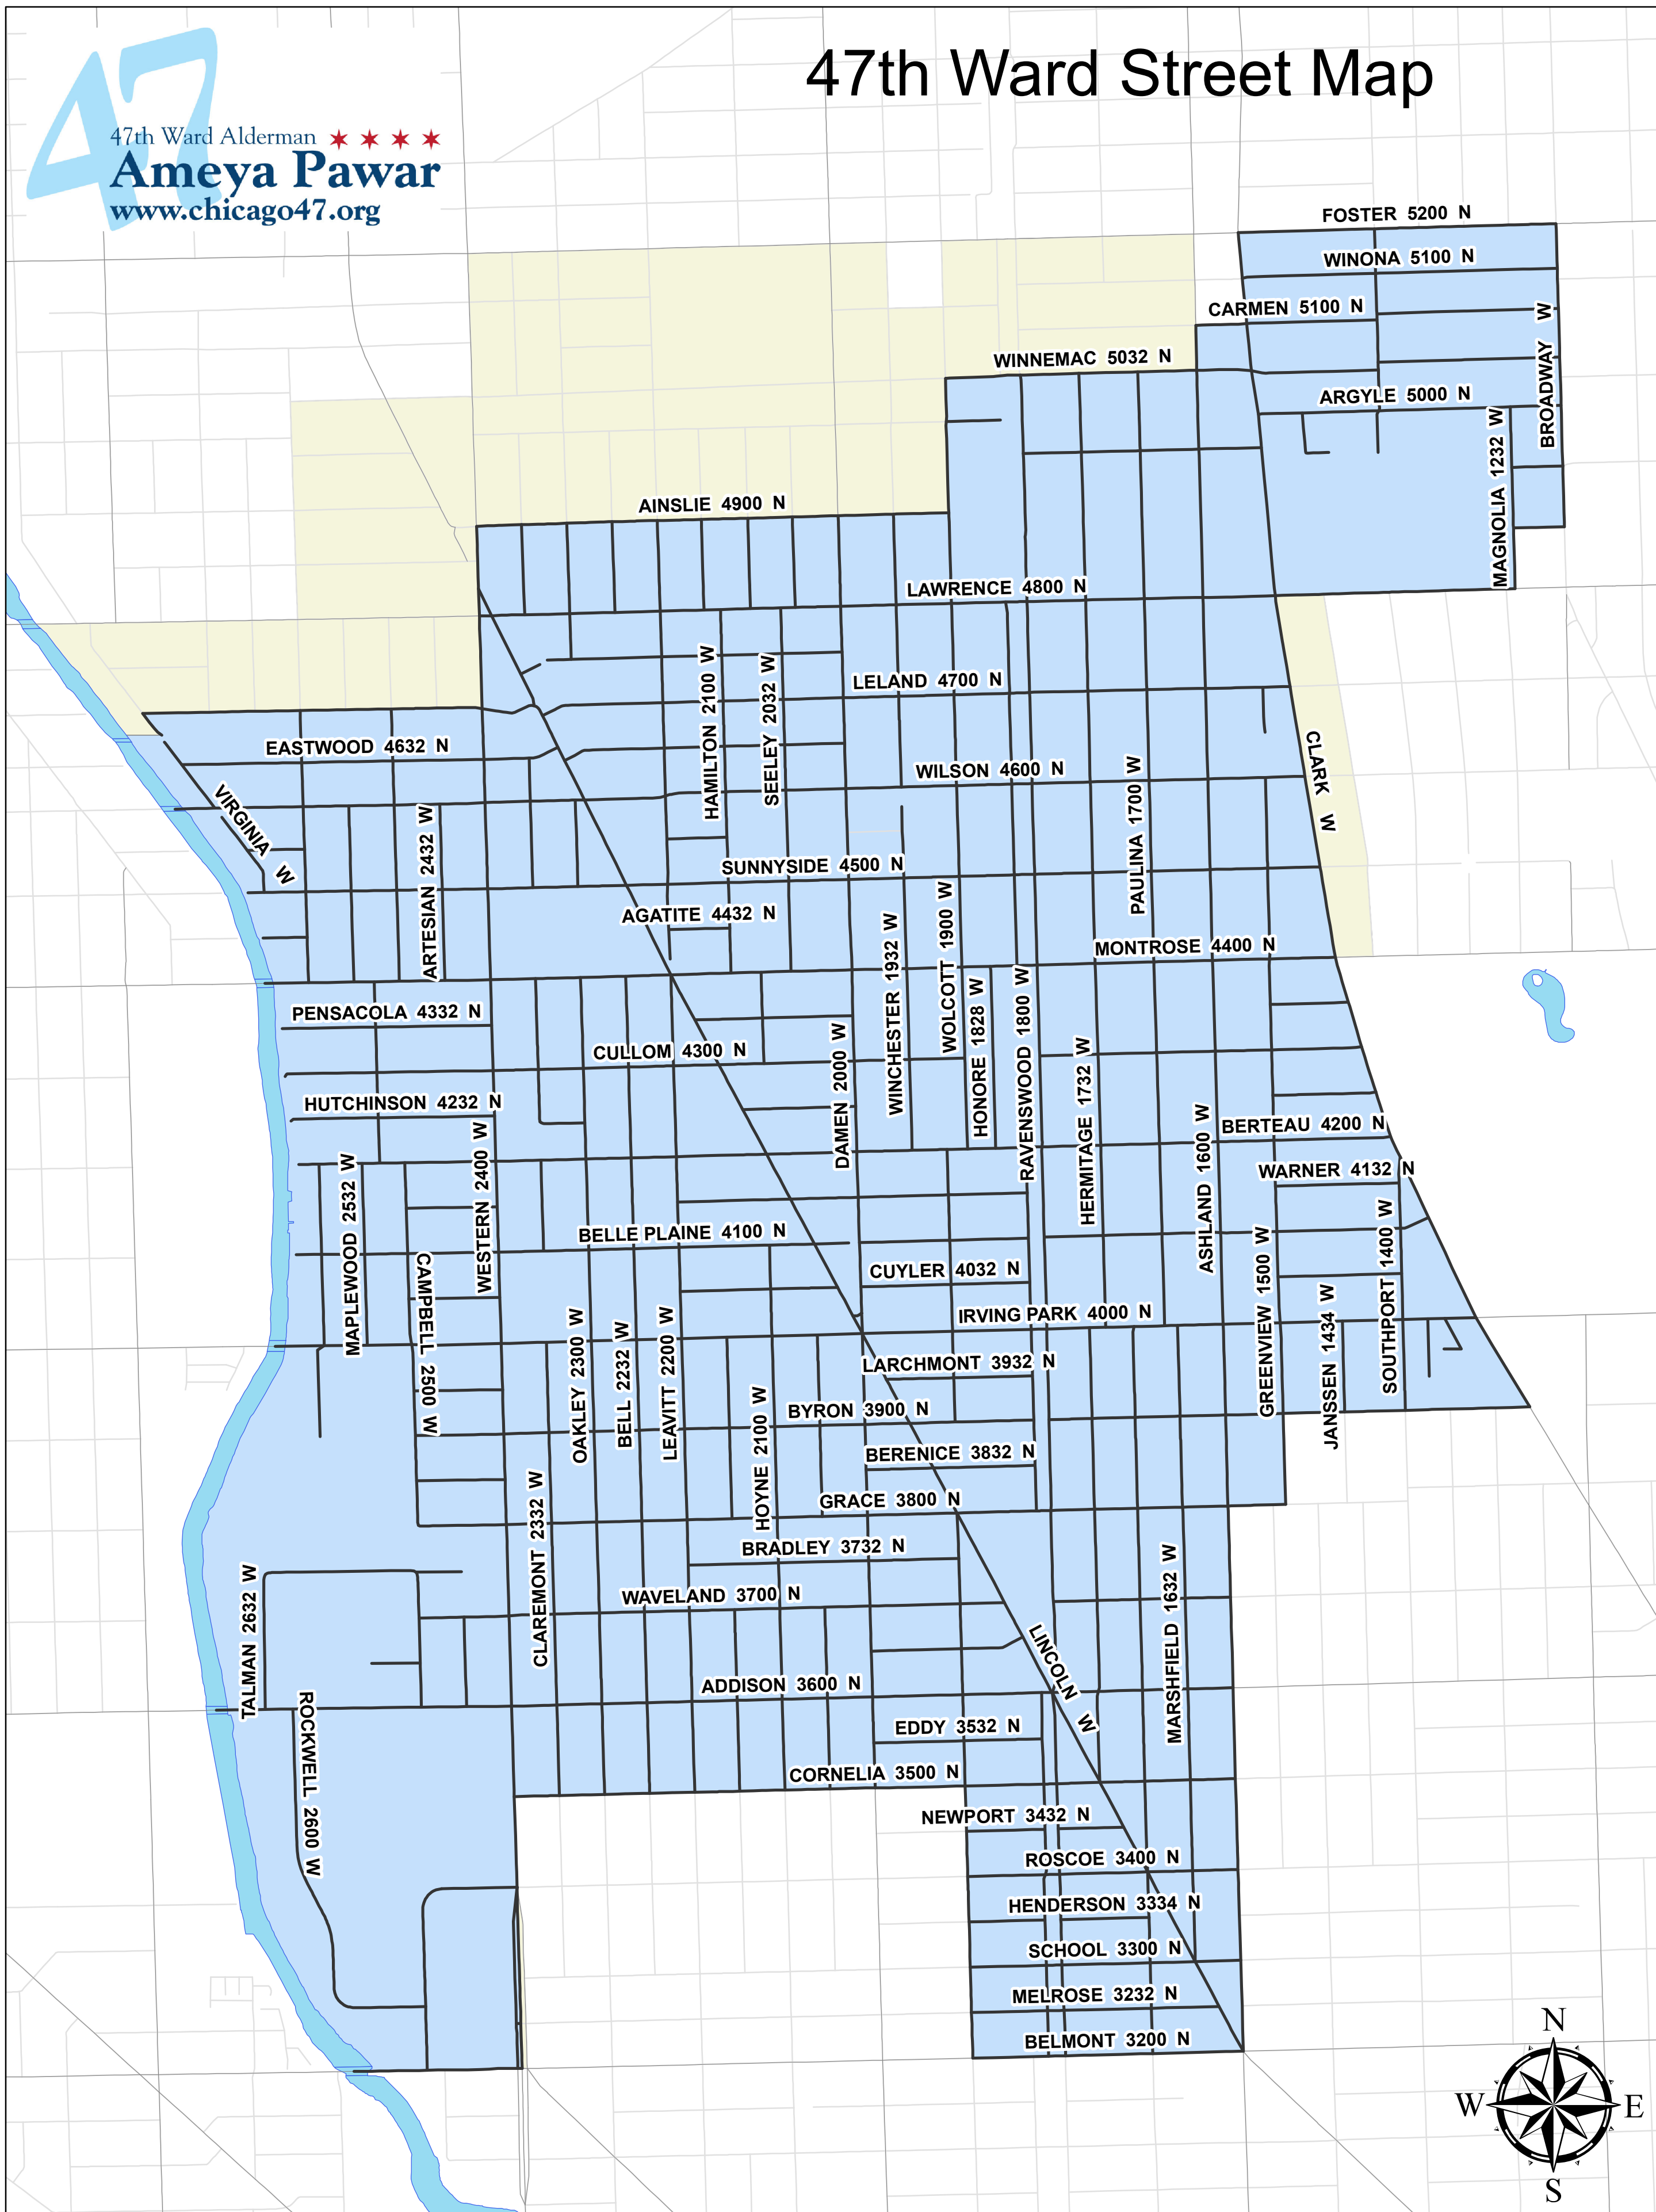 47th Ward Street Map
47
47th Ward Alderman
Ameya Pawar
www.chicago47.org
FOSTER 5200 N
WINONA 5100 N
CARMEN 5100 N
BROADWAY W
WINNEMAC 5032 N
ARGYLE 5000 N
MAGNOLIA 1232 W
AINSLIE 4900 N
LAWRENCE 4800 N
HAMILTON 2100 W
SEELEY 2032 W
LELAND 4700 N
EASTWOOD 4632 N
CLARK W
WILSON 4600 N
PAULINA 1700 W
VIRGINIA W
ARTESIAN 2432 W
SUNNYSIDE 4500 N
AGATITE 4432 N
WINCHESTER 1932 W
WOLCOTT 1900 W
MONTROSE 4400 N
PENSACOLA 4332 N
HONORE 1828 W
RAVENSWOOD 1800 W
CULLOM 4300 N
DAMEN 2000 W
HERMITAGE 1732 W
HUTCHINSON 4232 N
WESTERN 2400 W
ASHLAND 1600 W
BERTEAU 4200 N
MAPLEWOOD 2532 W
WARNER 4132 N
BELLE PLAINE 4100 N
CAMPBELL 2500 W
GREENVIEW 1500 W
SOUTHPORT 1400 W
CUYLER 4032 N
JANSSEN 1434 W
IRVING PARK 4000 N
OAKLEY 2300 W
BELL 2232 W
LEAVITT 2200 W
LARCHMONT 3932 N
HOYNE 2100 W
BYRON 3900 N
BERENICE 3832 N
CLAREMONT 2332 W
GRACE 3800 N
BRADLEY 3732 N
MARSHFIELD 1632 W
TALMAN 2632 W
WAVELAND 3700 N
LINCOLN W
ADDISON 3600 N
ROCKWELL 2600 W
EDDY 3532 N
CORNELIA 3500 N
NEWPORT 3432 N
ROSCOE 3400 N
HENDERSON 3334 N
SCHOOL 3300 N
MELROSE 3232 N
BELMONT 3200 N
N
W
E
S